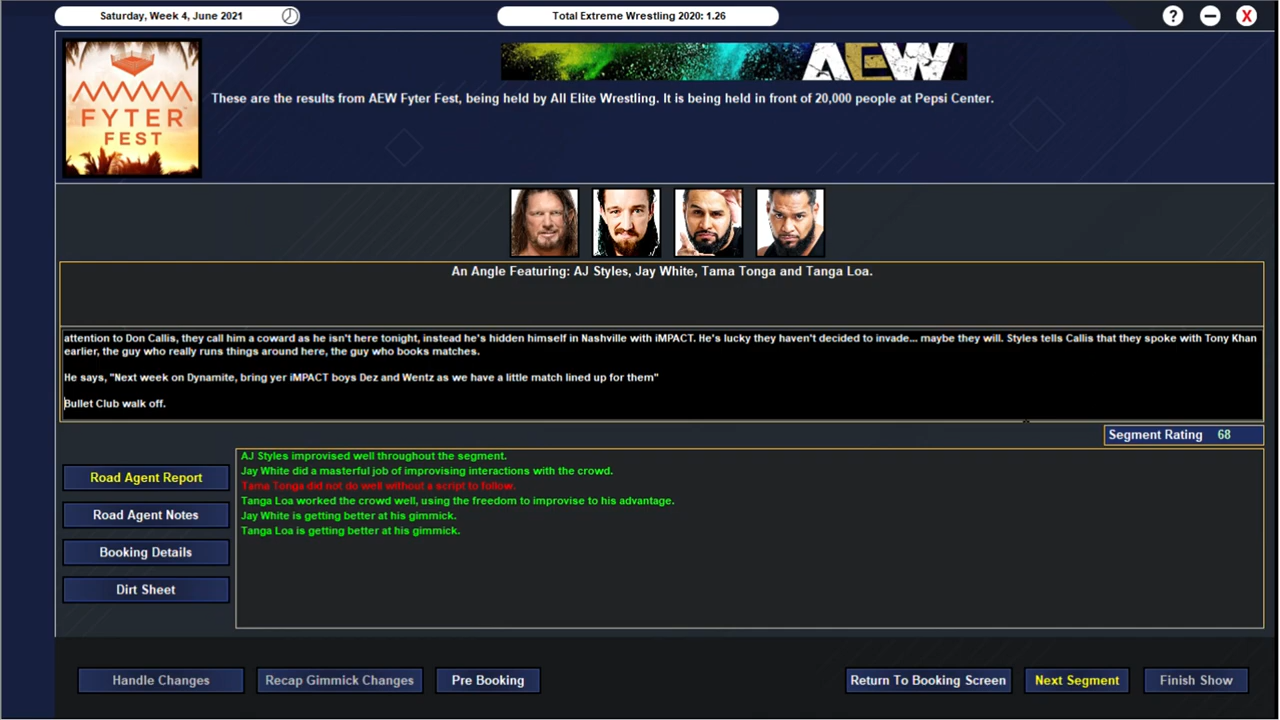 Saturday, Week 4, June 2021
Total Extreme Wrestling 2020: 1.26
?
X
FYTER
FEST
AEW
These are the results from AEW Fyter Fest, being held by All Elite Wrestling. It is being held in front of 20,000 people at Pepsi Center.
An Angle Featuring: AJ Styles, Jay White, Tama Tonga and Tanga Loa.
attention to Don Callis, they call him a coward as he isn't here tonight, instead he's hidden himself in Nashville with iMPACT. He's lucky they haven't decided to invade... maybe they will. Styles tells Callis that they spoke with Tony Khan
earlier, the guy who really runs things around here, the guy who books matches.
He says, "Next week on Dynamite, bring yer iMPACT boys Dez and Wentz as we have a little match lined up for them"
Bullet Club walk off.
Segment Rating 68
Road Agent Report
Road Agent Notes
Booking Details
Dirt Sheet
AJ Styles improvised well throughout the segment.
Jay White did a masterful job of improvising interactions with the crowd.
Tama Tonga did not do well without a script to follow.
Tanga Loa worked the crowd well, using the freedom to improvise to his advantage.
Jay White is getting better at his gimmick.
Tanga Loa is getting better at his gimmick.
Handle Changes
Recap Gimmick Changes
Pre Booking
Return To Booking Screen
Next Segment
Finish Show